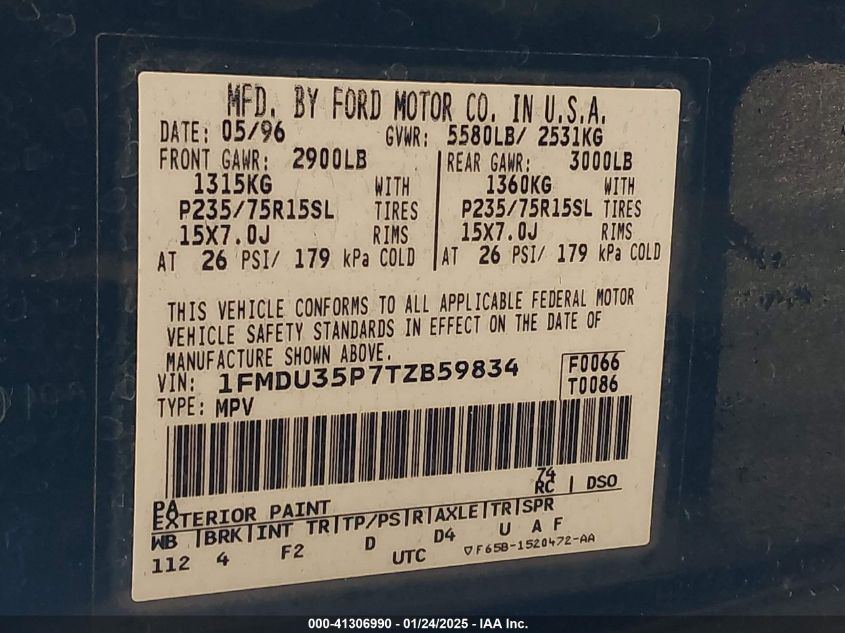 MFD. BY FORD MOTOR CO. IN U.S.A.
DATE: 05/96 GVWR: 5580LB/ 2531KG
FRONT GAWR: 2900LB REAR GAWR: 3000LB
1315KG WITH 1360KG WITH
P235/75R15SL TIRES P235/75R15SL TIRES
15X7.0J RIMS 15X7.0J RIMS
AT 26 PSI/ 179 kPa COLD AT 26 PSI/ 179 kPa COLD
THIS VEHICLE CONFORMS TO ALL APPLICABLE FEDERAL MOTOR
VEHICLE SAFETY STANDARDS IN EFFECT ON THE DATE OF
MANUFACTURE SHOWN ABOVE.
VIN: 1FMDU35P7TZB59834 F0066
TYPE: MPV T0086
74
PA RC | DSO
EXTERIOR PAINT
WB |BRK|INT TR|TP/PS|R|AXLE|TR|SPR
112 4 F2 D D4 U A F
UTC ▽F65B-1520472-AA
000-41306990 - 01/24/2025 - IAA Inc.